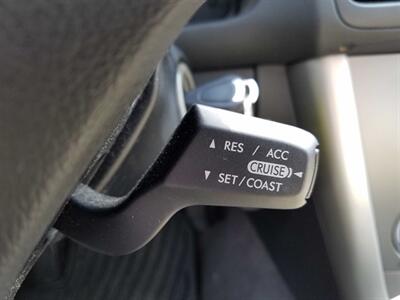 ▲ RES / ACC
CRUISE ◄
▼ SET / COAST